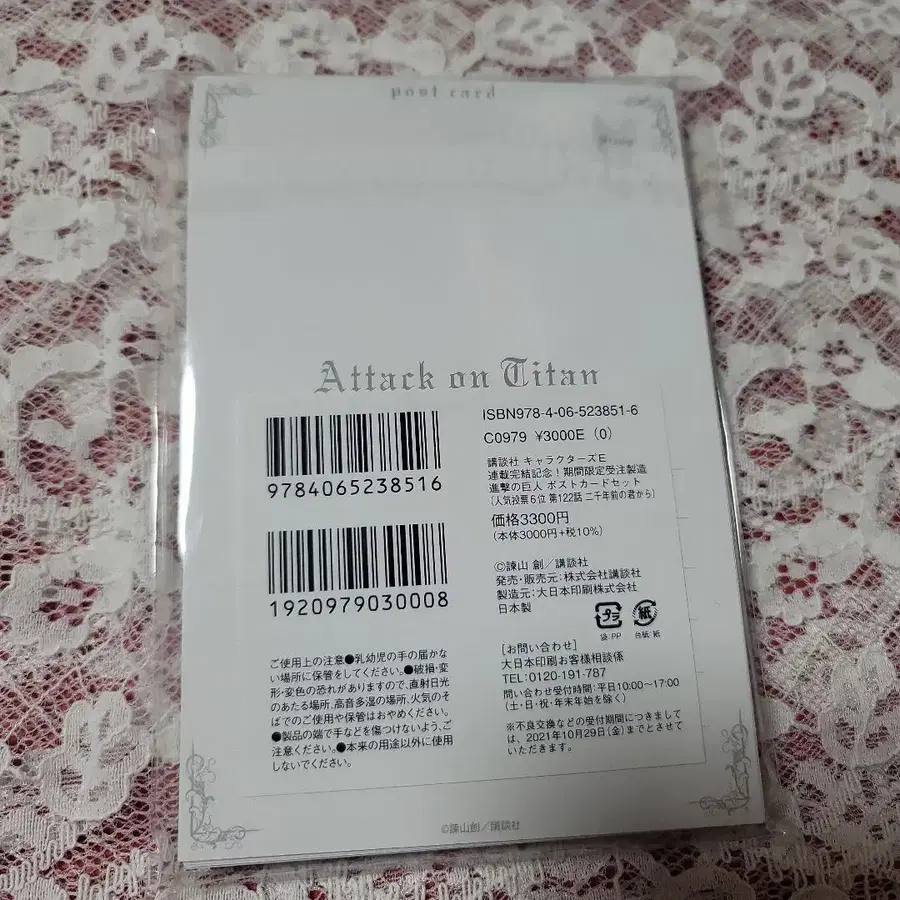 post card
Attack on Titan
9784065238516
1920979030008
ISBN978-4-06-523851-6
C0979 ¥3000E (0)
講談社 キャラクターズE
連載完結記念!期間限定受注製造
進撃の巨人 ポストカードセット
(人気投票6位 第122話 二千年前の君から)
価格3300円
(本体3000円+税10%)
©諫山 創/講談社
発売・販売元:株式会社講談社
製造元:大日本印刷株式会社
日本製
プラ
紙
袋:PP
台紙:紙
[お問い合わせ]
大日本印刷お客様相談係
TEL:0120-191-787
問い合わせ受付時間:平日10:00~17:00
(土・日・祝・年末年始を除く)
※不良交換などの受付期間につきまして
は、2021年10月29日(金)までとさせて
いただきます。
ご使用上の注意●乳幼児の手の届かな
い場所に保管をしてください。●破損・変
形・変色の恐れがありますので、直射日光
のあたる場所、高音多湿の場所、火気のそ
ばでのご使用や保管はおやめください。
●製品の端で手などを傷つけないよう、ご
注意ください。●本来の用途以外に使用
しないでください。
©諫山創/講談社